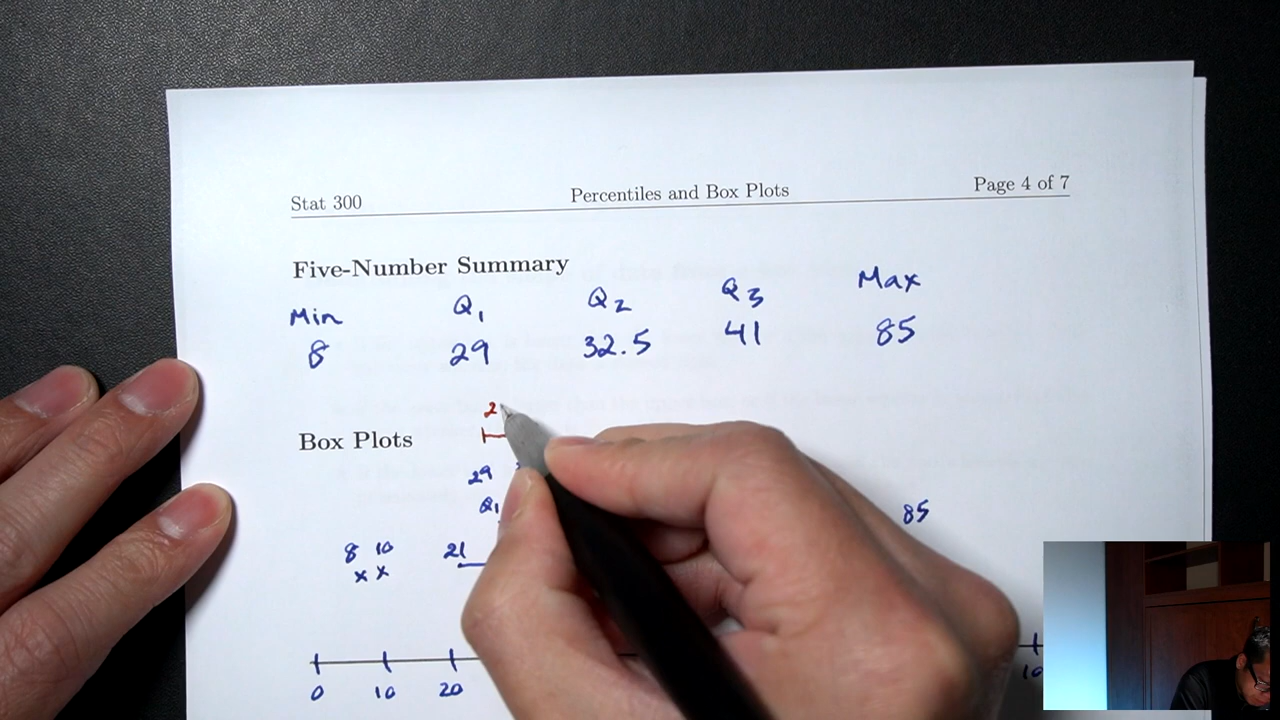 Stat 300 Percentiles and Box Plots Page 4 of 7
Five-Number Summary
Min Q1 Q2 Q3 Max
8 29 32.5 41 85
2
Box Plots
29
Q1 85
8 10 21
x x
0 10 20